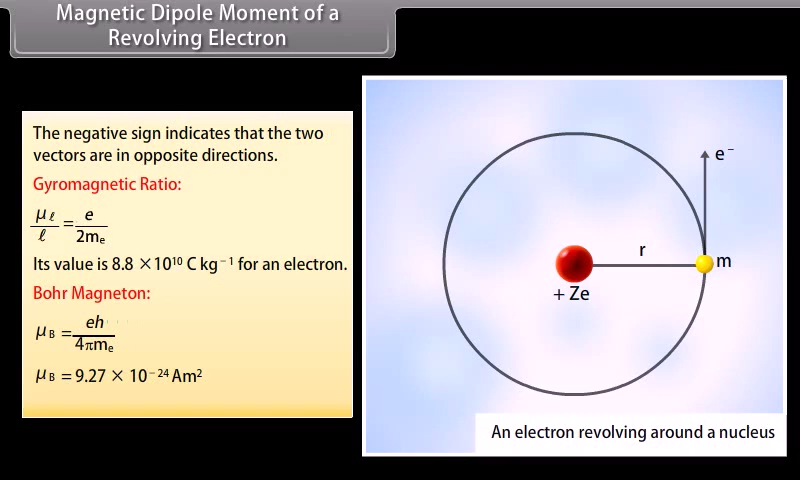 Magnetic Dipole Moment of a
Revolving Electron
The negative sign indicates that the two
vectors are in opposite directions.
Gyromagnetic Ratio:
μℓ/ℓ = e/2mₑ
Its value is 8.8 ×10¹⁰ C kg⁻¹ for an electron.
Bohr Magneton:
μB = eh/4πmₑ
μB = 9.27 × 10⁻²⁴ Am²
e⁻
r
m
+ Ze
An electron revolving around a nucleus